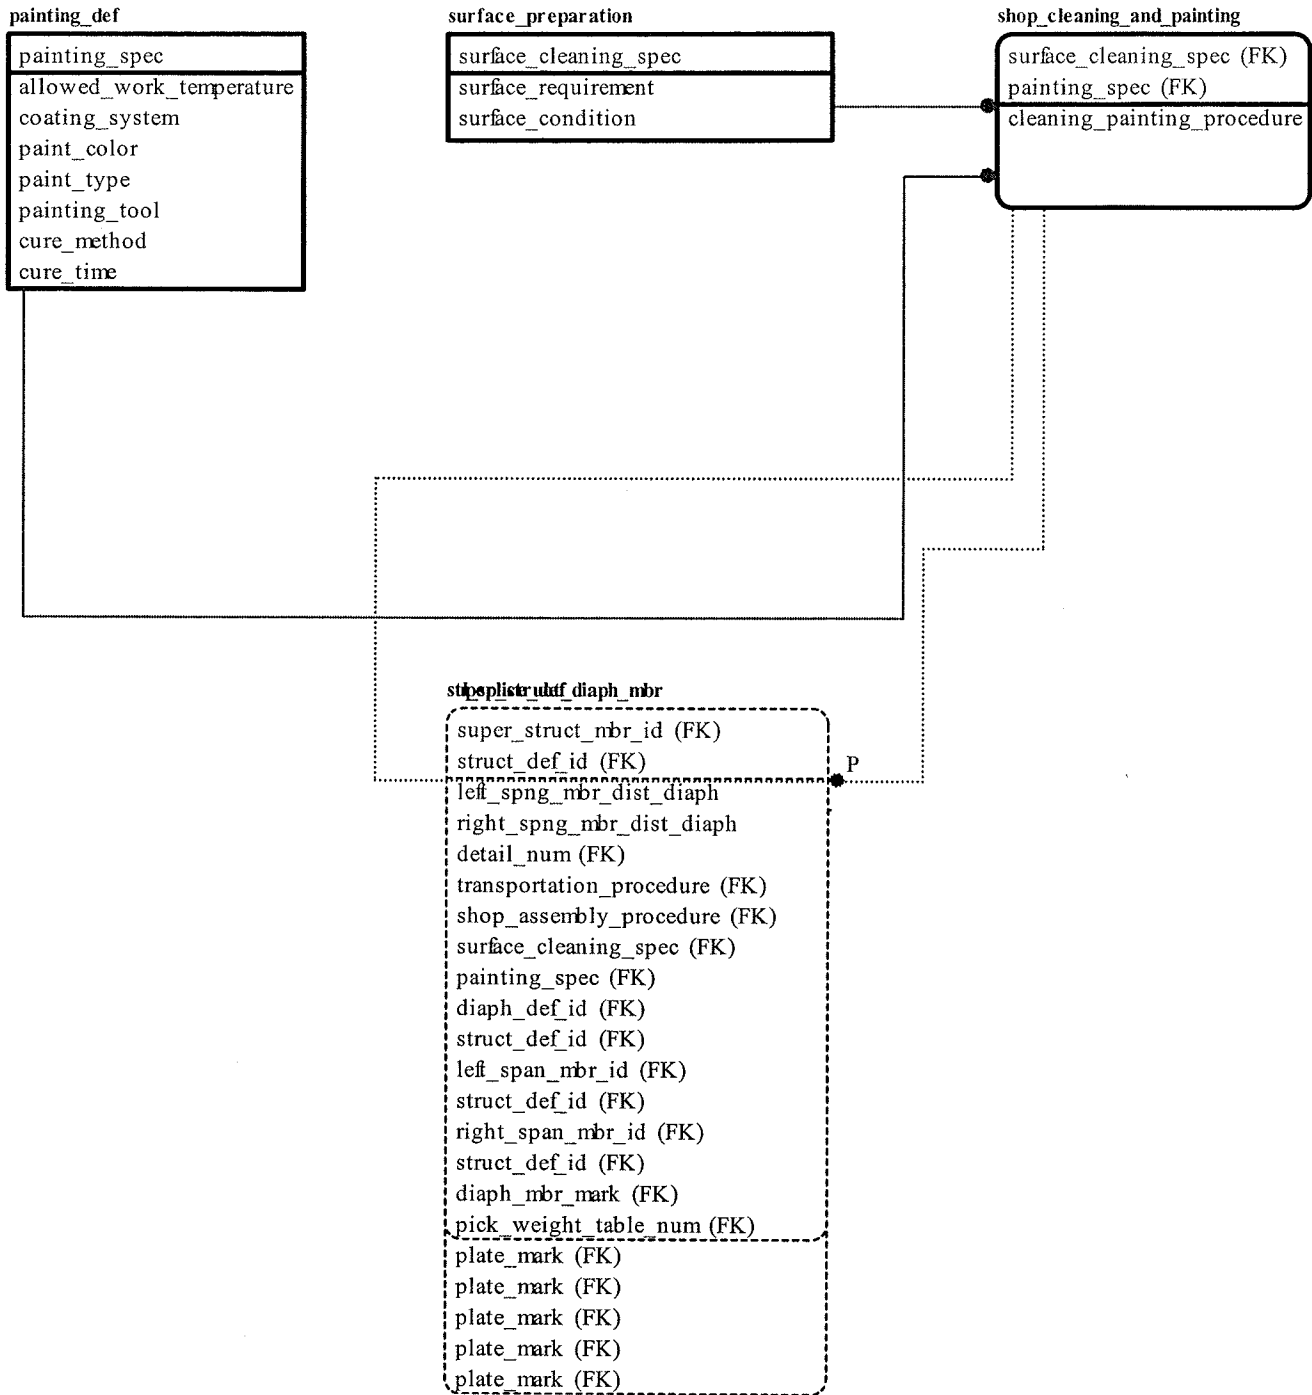 painting_def
painting_spec
allowed_work_temperature
coating_system
paint_color
paint_type
painting_tool
cure_method
cure_time
surface_preparation
surface_cleaning_spec
surface_requirement
surface_condition
shop_cleaning_and_painting
surface_cleaning_spec (FK)
painting_spec (FK)
cleaning_painting_procedure
def_diaph_mbr
P
super_struct_mbr_id (FK)
struct_def_id (FK)
left_spng_mbr_dist_diaph
right_spng_mbr_dist_diaph
detail_num (FK)
transportation_procedure (FK)
shop_assembly_procedure (FK)
surface_cleaning_spec (FK)
painting_spec (FK)
diaph_def_id (FK)
struct_def_id (FK)
left_span_mbr_id (FK)
struct_def_id (FK)
right_span_mbr_id (FK)
struct_def_id (FK)
diaph_mbr_mark (FK)
pick_weight_table_num (FK)
plate_mark (FK)
plate_mark (FK)
plate_mark (FK)
plate_mark (FK)
plate_mark (FK)